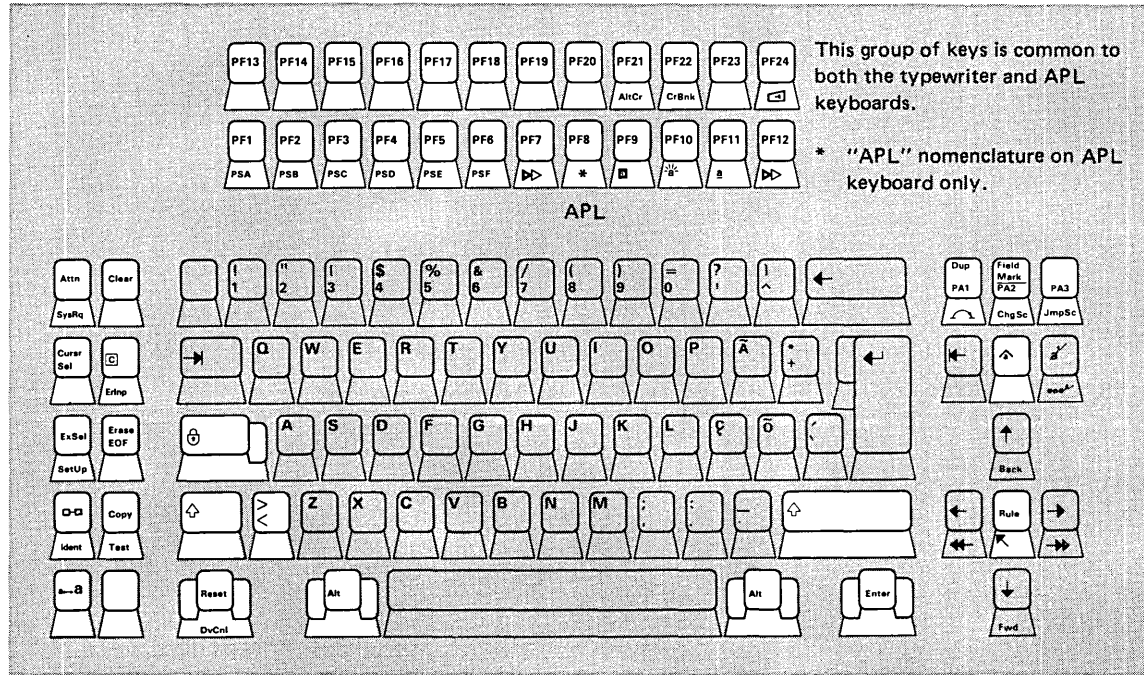 PF13 PF14 PF15 PF16 PF17 PF18 PF19 PF20 PF21 PF22 PF23 PF24
AltCr CrBnk
This group of keys is common to
both the typewriter and APL
keyboards.
PF1 PF2 PF3 PF4 PF5 PF6 PF7 PF8 PF9 PF10 PF11 PF12
PSA PSB PSC PSD PSE PSF * a
* "APL" nomenclature on APL
keyboard only.
APL
Attn Clear
SysRq
! " $ % & / ( ) = ?
1 2 3 4 5 6 7 8 9 0 ' ^
Dup Field Mark
PA1 PA2 PA3
ChgSc JmpSc
Cursr Sel C
ErInp
Q W E R T Y U I O P Ã *
+
a
ExSel Erase EOF
SetUp
A S D F G H J K L Ç Õ
Back
Copy
Ident Test
> Z X C V B N M ; : —
< , .
Rule
a a
Reset Alt Alt Enter
DvCnl
Fwd